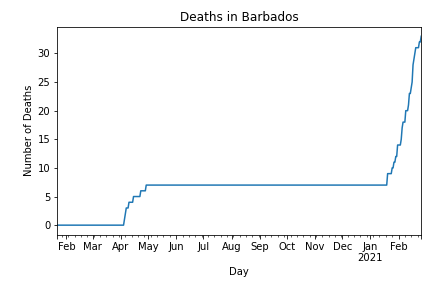 Deaths in Barbados
Number of Deaths
30
25
20
15
10
5
0
Feb Mar Apr May Jun Jul Aug Sep Oct Nov Dec Jan Feb
2021
Day